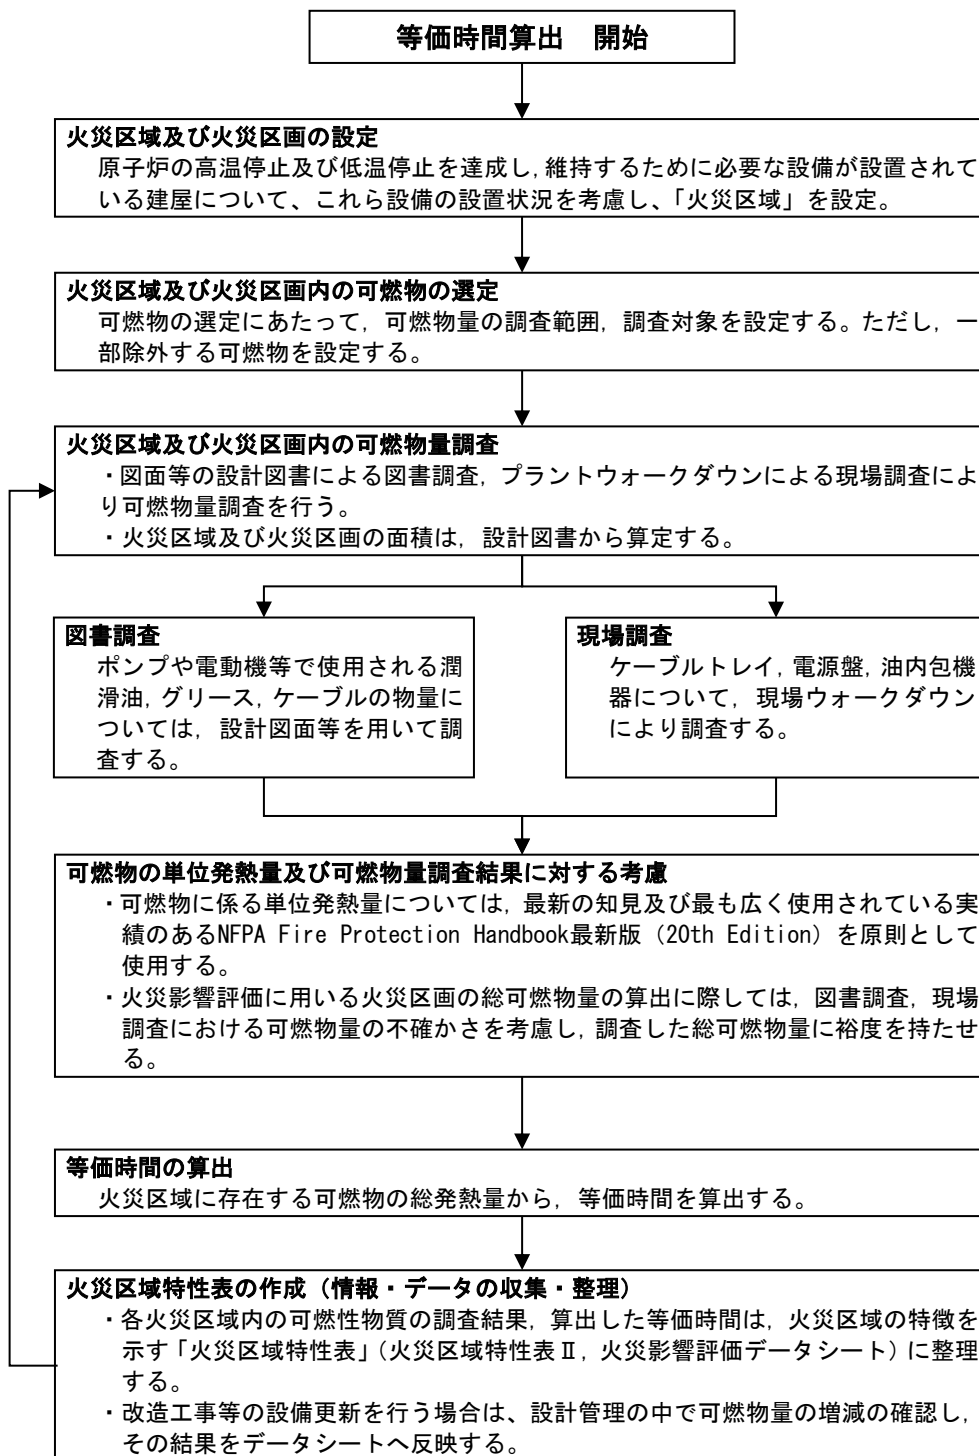 等価時間算出　開始
火災区域及び火災区画の設定
原子炉の高温停止及び低温停止を達成し，維持するために必要な設備が設置されて
いる建屋について、これら設備の設置状況を考慮し、「火災区域」を設定。
火災区域及び火災区画内の可燃物の選定
可燃物の選定にあたって，可燃物量の調査範囲，調査対象を設定する。ただし，一
部除外する可燃物を設定する。
火災区域及び火災区画内の可燃物量調査
・図面等の設計図書による図書調査，プラントウォークダウンによる現場調査によ
り可燃物量調査を行う。
・火災区域及び火災区画の面積は，設計図書から算定する。
図書調査
ポンプや電動機等で使用される潤
滑油，グリース，ケーブルの物量に
ついては，設計図面等を用いて調
査する。
現場調査
ケーブルトレイ，電源盤，油内包機
器について，現場ウォークダウン
により調査する。
可燃物の単位発熱量及び可燃物量調査結果に対する考慮
・可燃物に係る単位発熱量については，最新の知見及び最も広く使用されている実
績のあるNFPA Fire Protection Handbook最新版（20th Edition）を原則として
使用する。
・火災影響評価に用いる火災区画の総可燃物量の算出に際しては，図書調査，現場
調査における可燃物量の不確かさを考慮し，調査した総可燃物量に裕度を持たせ
る。
等価時間の算出
火災区域に存在する可燃物の総発熱量から，等価時間を算出する。
火災区域特性表の作成（情報・データの収集・整理）
・各火災区域内の可燃性物質の調査結果，算出した等価時間は，火災区域の特徴を
示す「火災区域特性表」（火災区域特性表Ⅱ，火災影響評価データシート）に整理
する。
・改造工事等の設備更新を行う場合は、設計管理の中で可燃物量の増減の確認し，
その結果をデータシートへ反映する。